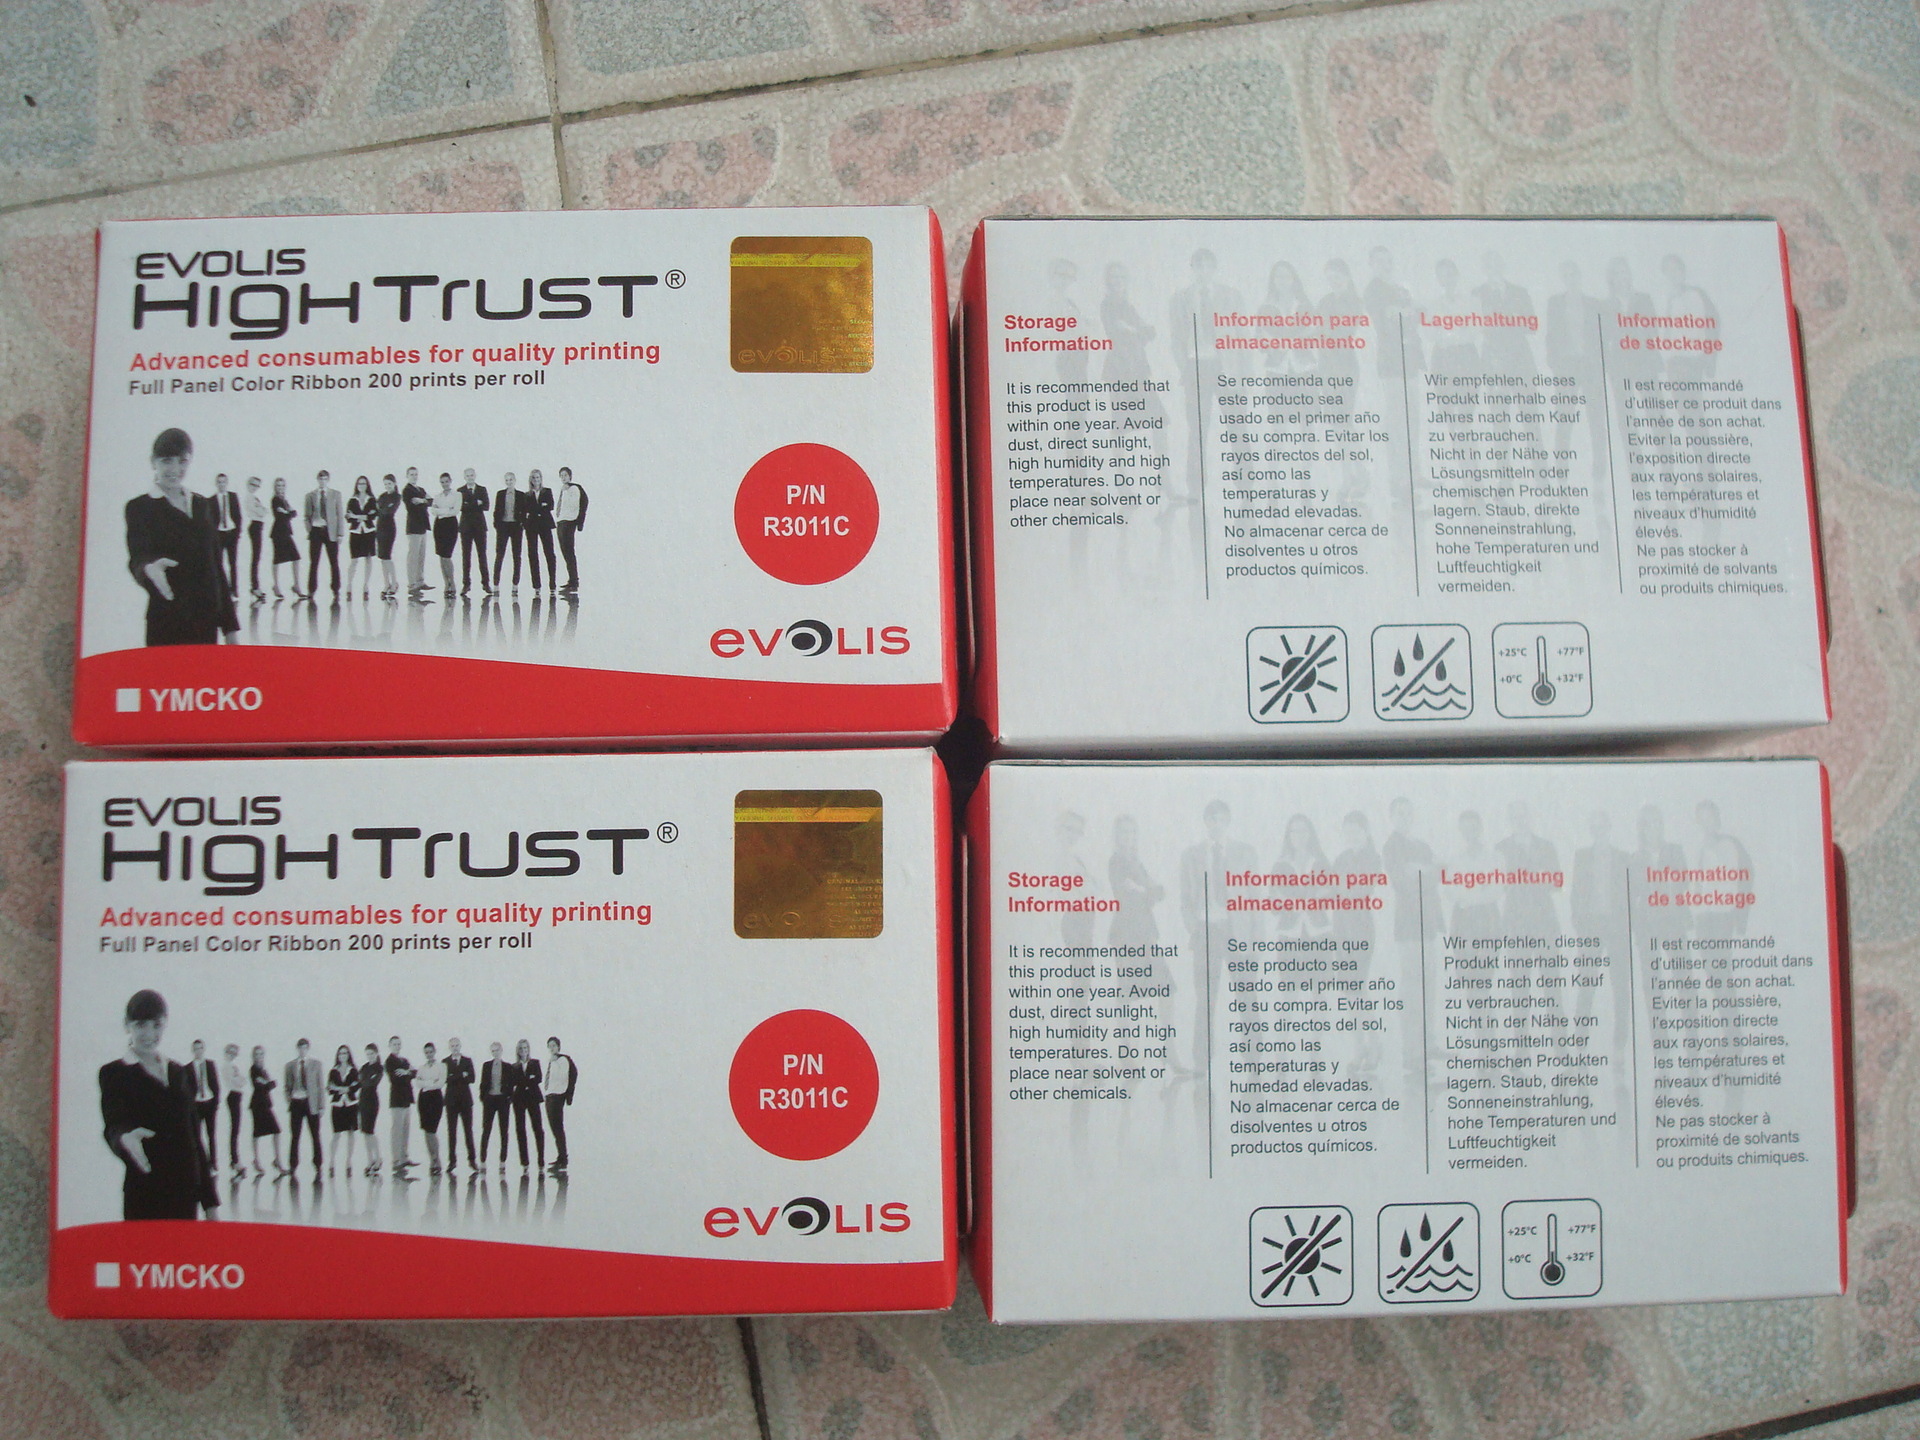 EVOLIS
HIGH TRUST®
Advanced consumables for quality printing
Full Panel Color Ribbon 200 prints per roll
evolis
P/N
R3011C
evolis
YMCKO
Storage
Information
It is recommended that
this product is used
within one year. Avoid
dust, direct sunlight,
high humidity and high
temperatures. Do not
place near solvent or
other chemicals.
Información para
almacenamiento
Se recomienda que
este producto sea
usado en el primer año
de su compra. Evitar los
rayos directos del sol,
así como las
temperaturas y
humedad elevadas.
No almacenar cerca de
disolventes u otros
productos químicos.
Lagerhaltung
Wir empfehlen, dieses
Produkt innerhalb eines
Jahres nach dem Kauf
zu verbrauchen.
Nicht in der Nähe von
Lösungsmitteln oder
chemischen Produkten
lagern. Staub, direkte
Sonneneinstrahlung,
hohe Temperaturen und
Luftfeuchtigkeit
vermeiden.
Information
de stockage
Il est recommandé
d'utiliser ce produit dans
l'année de son achat.
Eviter la poussière,
l'exposition directe
aux rayons solaires,
les températures et
niveaux d'humidité
élevés.
Ne pas stocker à
proximité de solvants
ou produits chimiques.
+25°C +77°F
+0°C +32°F
EVOLIS
HIGH TRUST®
Advanced consumables for quality printing
Full Panel Color Ribbon 200 prints per roll
P/N
R3011C
evolis
YMCKO
Storage
Information
It is recommended that
this product is used
within one year. Avoid
dust, direct sunlight,
high humidity and high
temperatures. Do not
place near solvent or
other chemicals.
Información para
almacenamiento
Se recomienda que
este producto sea
usado en el primer año
de su compra. Evitar los
rayos directos del sol,
así como las
temperaturas y
humedad elevadas.
No almacenar cerca de
disolventes u otros
productos químicos.
Lagerhaltung
Wir empfehlen, dieses
Produkt innerhalb eines
Jahres nach dem Kauf
zu verbrauchen.
Nicht in der Nähe von
Lösungsmitteln oder
chemischen Produkten
lagern. Staub, direkte
Sonneneinstrahlung,
hohe Temperaturen und
Luftfeuchtigkeit
vermeiden.
Information
de stockage
Il est recommandé
d'utiliser ce produit dans
l'année de son achat.
Eviter la poussière,
l'exposition directe
aux rayons solaires,
les températures et
niveaux d'humidité
élevés.
Ne pas stocker à
proximité de solvants
ou produits chimiques.
+25°C +77°F
+0°C +32°F